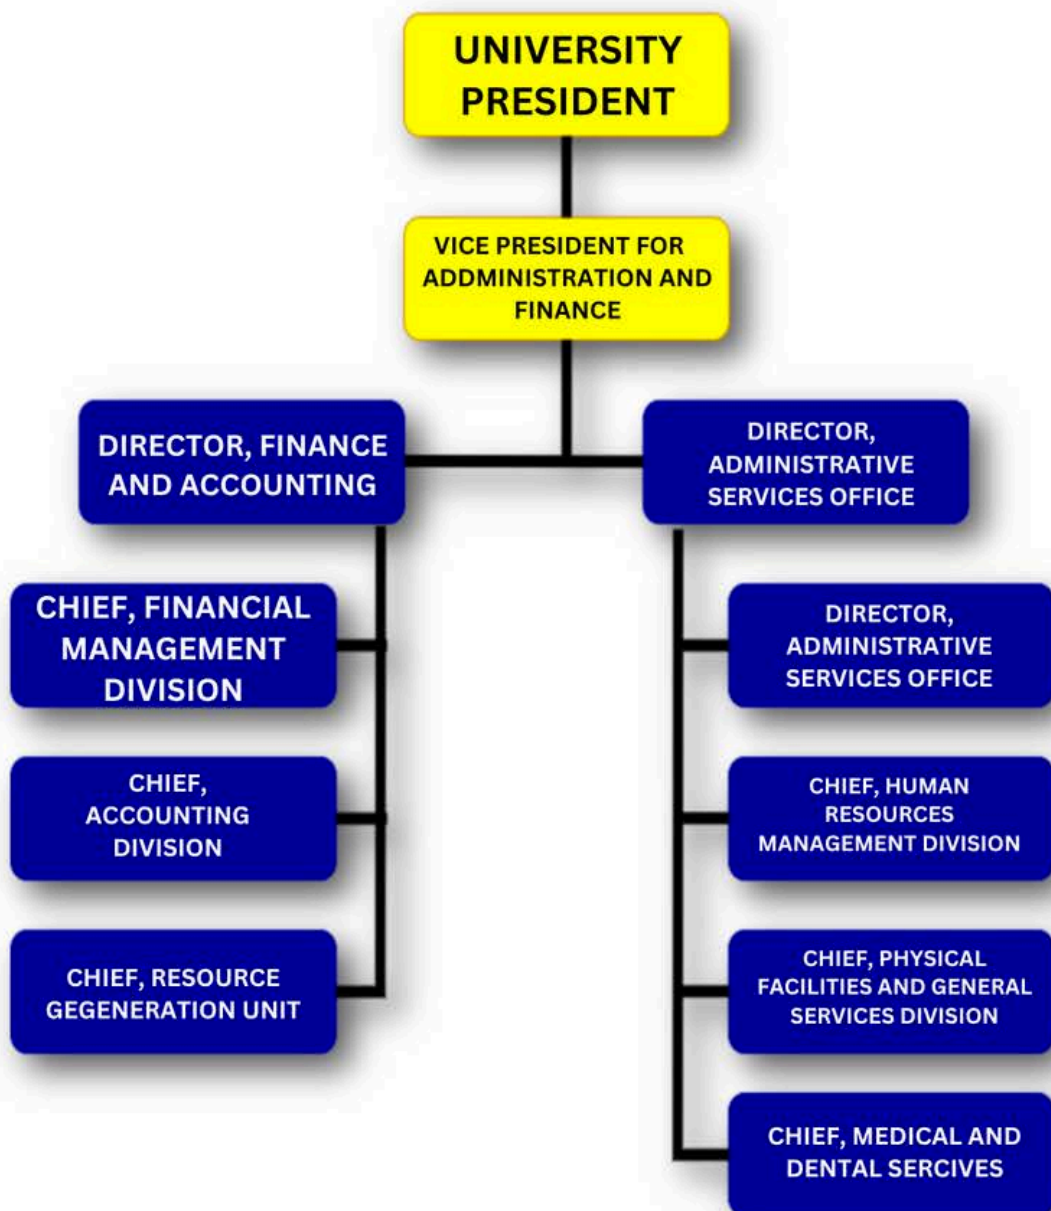 UNIVERSITY
PRESIDENT
VICE PRESIDENT FOR
ADDMINISTRATION AND
FINANCE
DIRECTOR, FINANCE
AND ACCOUNTING
DIRECTOR,
ADMINISTRATIVE
SERVICES OFFICE
CHIEF, FINANCIAL
MANAGEMENT
DIVISION
CHIEF,
ACCOUNTING
DIVISION
CHIEF, RESOURCE
GEGENERATION UNIT
DIRECTOR,
ADMINISTRATIVE
SERVICES OFFICE
CHIEF, HUMAN
RESOURCES
MANAGEMENT DIVISION
CHIEF, PHYSICAL
FACILITIES AND GENERAL
SERVICES DIVISION
CHIEF, MEDICAL AND
DENTAL SERCIVES